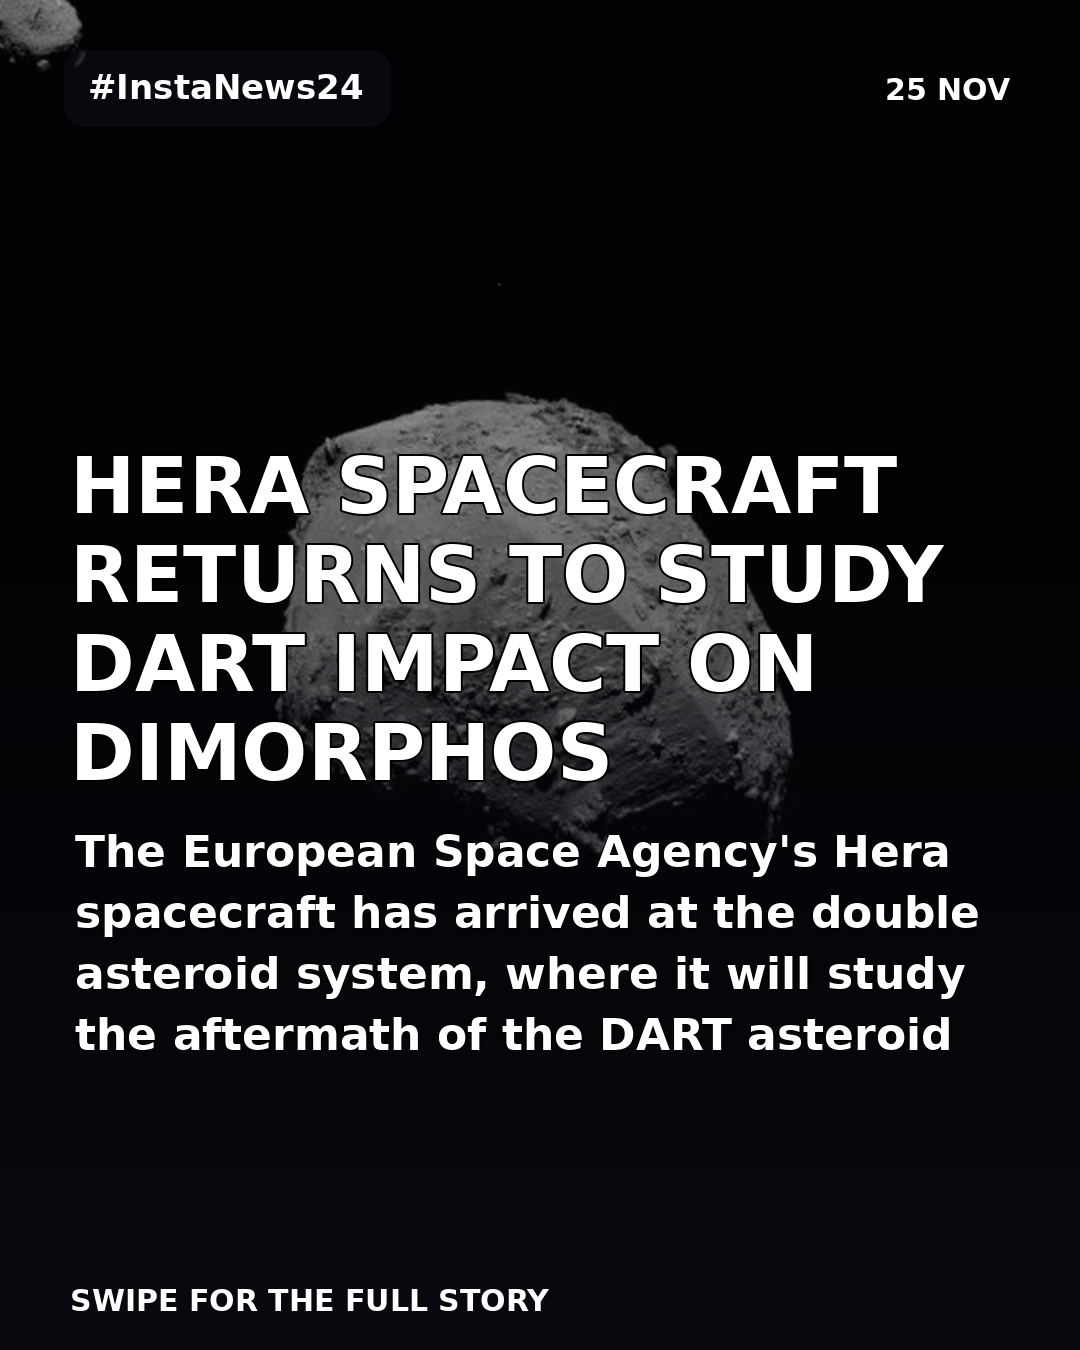 #InstaNews24
25 NOV
HERA SPACECRAFT
RETURNS TO STUDY
DART IMPACT ON
DIMORPHOS
The European Space Agency's Hera
spacecraft has arrived at the double
asteroid system, where it will study
the aftermath of the DART asteroid
SWIPE FOR THE FULL STORY